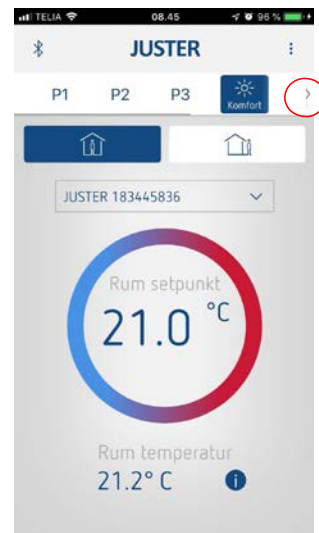 TELIA 08.45 96 %
JUSTER
P1 P2 P3 Komfort
JUSTER 183445836
Rum setpunkt
21.0 °C
Rum temperatur
21.2° C i